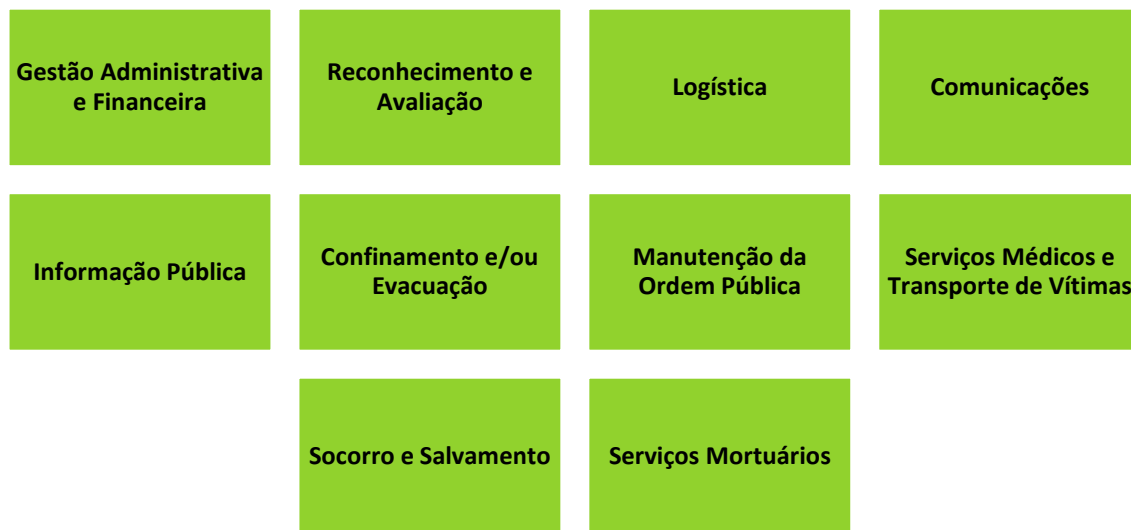 Gestão Administrativa
e Financeira
Reconhecimento e
Avaliação
Logística
Comunicações
Informação Pública
Confinamento e/ou
Evacuação
Manutenção da
Ordem Pública
Serviços Médicos e
Transporte de Vítimas
Socorro e Salvamento
Serviços Mortuários